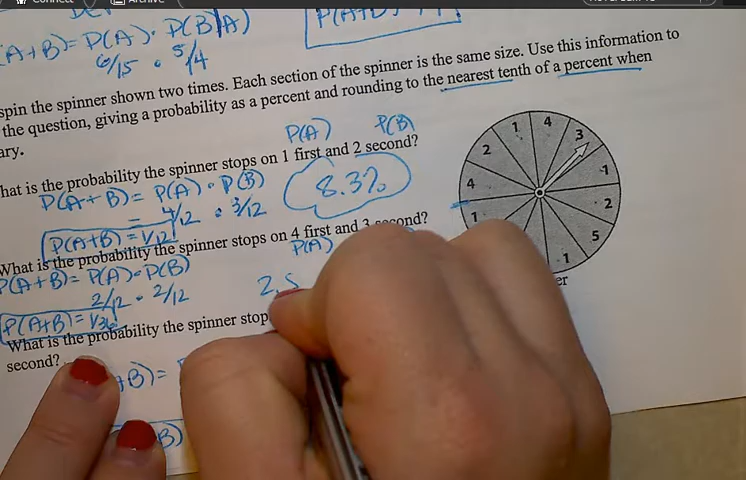 Connect Archive
P(A+B)
(A+B)= P(A) · P(B|A)
6/15 · 5/4
spin the spinner shown two times. Each section of the spinner is the same size. Use this information to
the question, giving a probability as a percent and rounding to the nearest tenth of a percent when
ary.
P(A) P(B)
hat is the probability the spinner stops on 1 first and 2 second?
P(A+B) = P(A) · P(B)
= 4/12 · 3/12
8.3%
P(A+B) = 1/12
What is the probability the spinner stops on 4 first and 3 second?
P(A)
P(A+B) = P(A) · P(B)
2/12 · 2/12
2.
P(A+B) = 1/36
What is the probability the spinner stop
second?
+B) =
B)
1 4 3 1 2 5 1
1 4 2
er